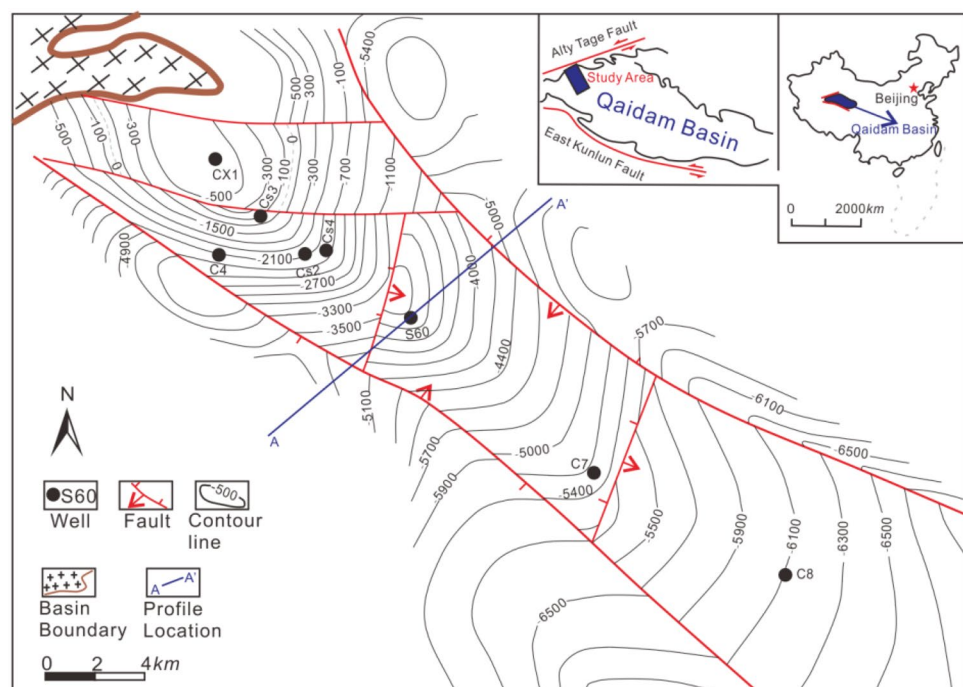 -5400
-100
300
500
-500
-100
0
300
0
100
300
-300
-700
-1100
CX1
-500
Cs3
-1500
Cs4
-2100
C4
Cs2
-2700
-4900
-3300
-3500
S60
-5000
-4000
A'
-4400
-5100
-5700
-5900
-5000
C7
-5400
-5700
-6100
-6500
-5500
-5900
-6100
-6300
-6500
C8
-6500
A
Alty Tage Fault
Study Area
Qaidam Basin
East Kunlun Fault
Beijing
Qaidam Basin
0 2000km
N
S60
Well
Fault
-500
Contour
line
Basin
Boundary
A A'
Profile
Location
0 2 4km